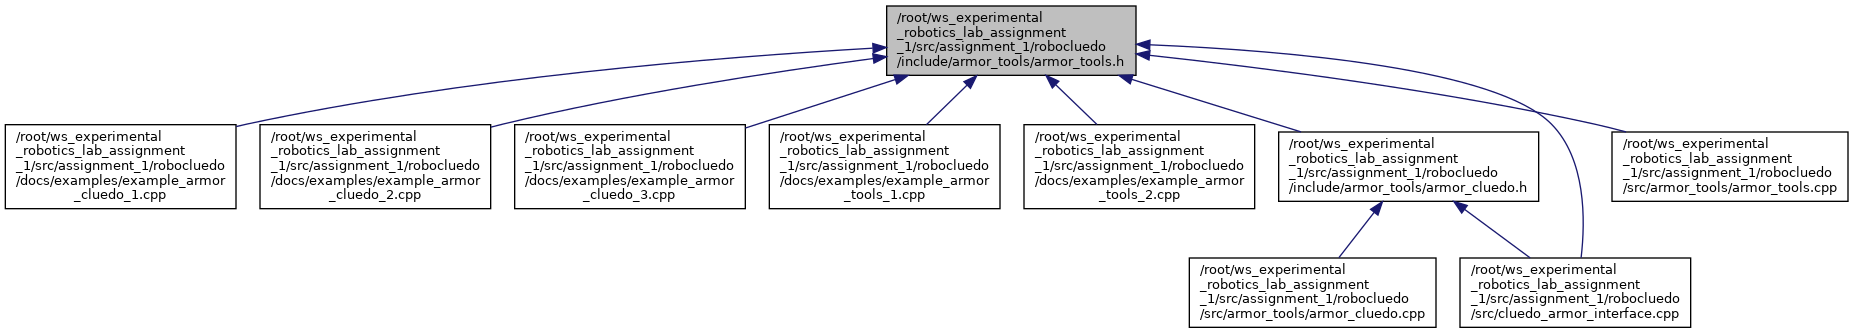 /root/ws_experimental
_robotics_lab_assignment
_1/src/assignment_1/robocluedo
/include/armor_tools/armor_tools.h
/root/ws_experimental
_robotics_lab_assignment
_1/src/assignment_1/robocluedo
/docs/examples/example_armor
_cluedo_1.cpp
/root/ws_experimental
_robotics_lab_assignment
_1/src/assignment_1/robocluedo
/docs/examples/example_armor
_cluedo_2.cpp
/root/ws_experimental
_robotics_lab_assignment
_1/src/assignment_1/robocluedo
/docs/examples/example_armor
_cluedo_3.cpp
/root/ws_experimental
_robotics_lab_assignment
_1/src/assignment_1/robocluedo
/docs/examples/example_armor
_tools_1.cpp
/root/ws_experimental
_robotics_lab_assignment
_1/src/assignment_1/robocluedo
/docs/examples/example_armor
_tools_2.cpp
/root/ws_experimental
_robotics_lab_assignment
_1/src/assignment_1/robocluedo
/include/armor_tools/armor_cluedo.h
/root/ws_experimental
_robotics_lab_assignment
_1/src/assignment_1/robocluedo
/src/armor_tools/armor_tools.cpp
/root/ws_experimental
_robotics_lab_assignment
_1/src/assignment_1/robocluedo
/src/armor_tools/armor_cluedo.cpp
/root/ws_experimental
_robotics_lab_assignment
_1/src/assignment_1/robocluedo
/src/cluedo_armor_interface.cpp